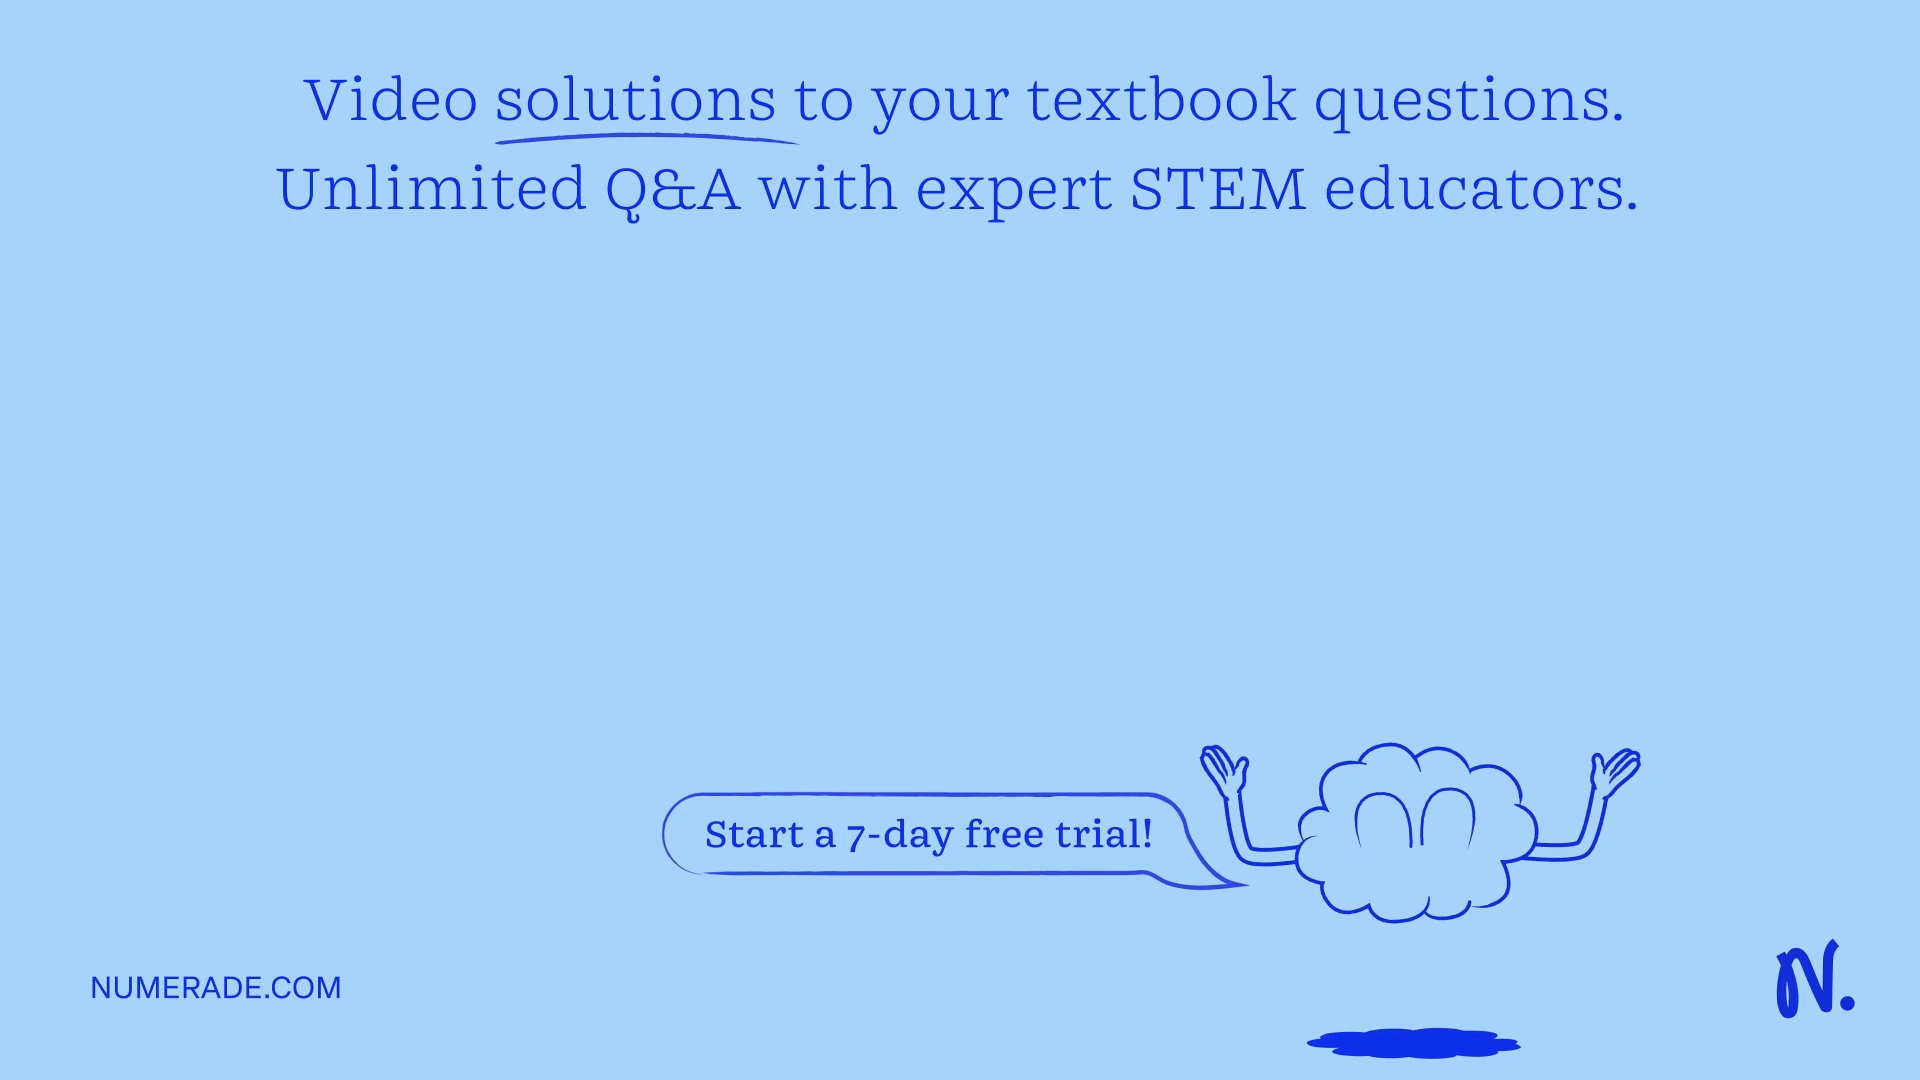 Video solutions to your textbook questions.
Unlimited Q&A with expert STEM educators.
Start a 7-day free trial!
NUMERADE.COM
N.